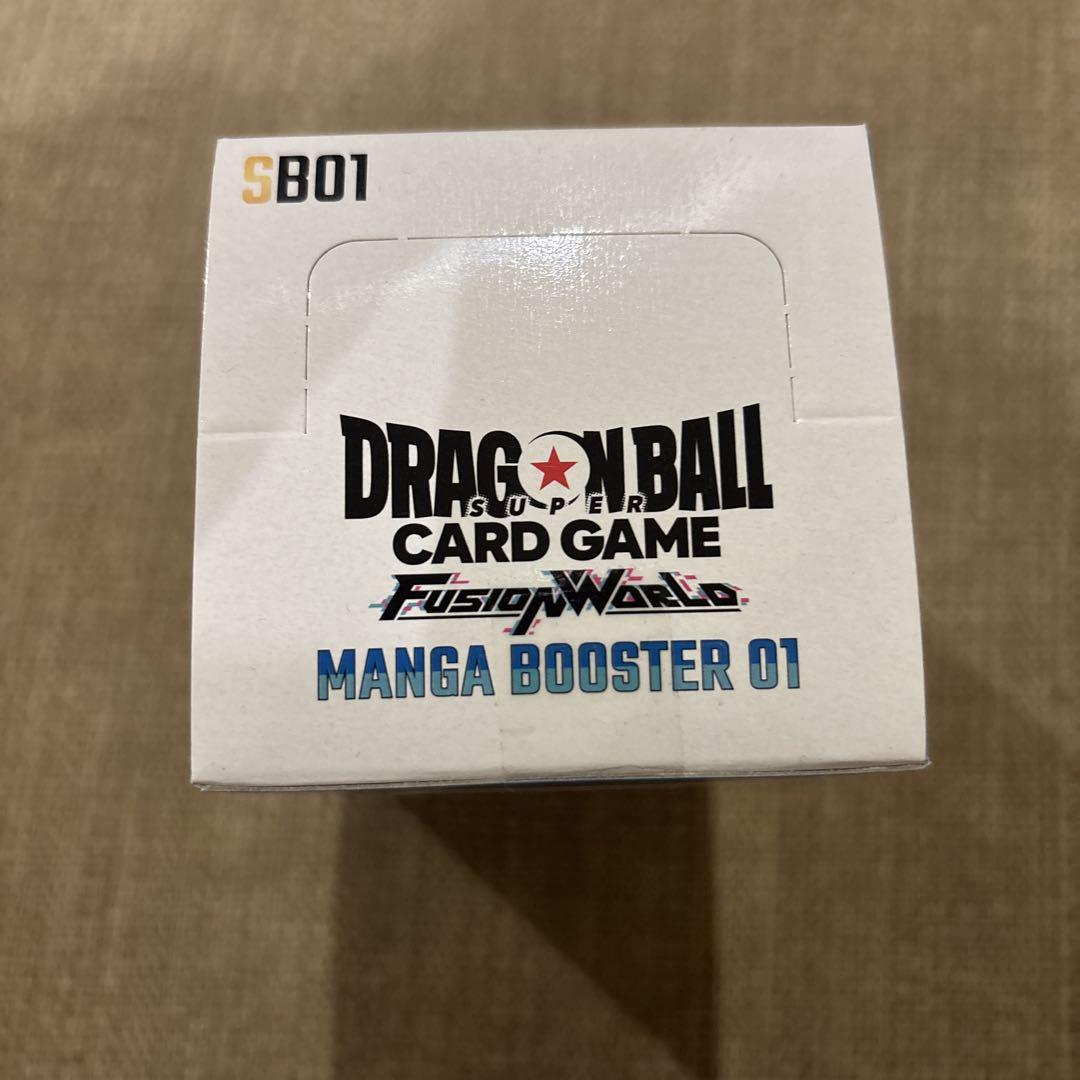 SB01
DRAGON BALL
SUPER
CARD GAME
FUSION WORLD
MANGA BOOSTER 01